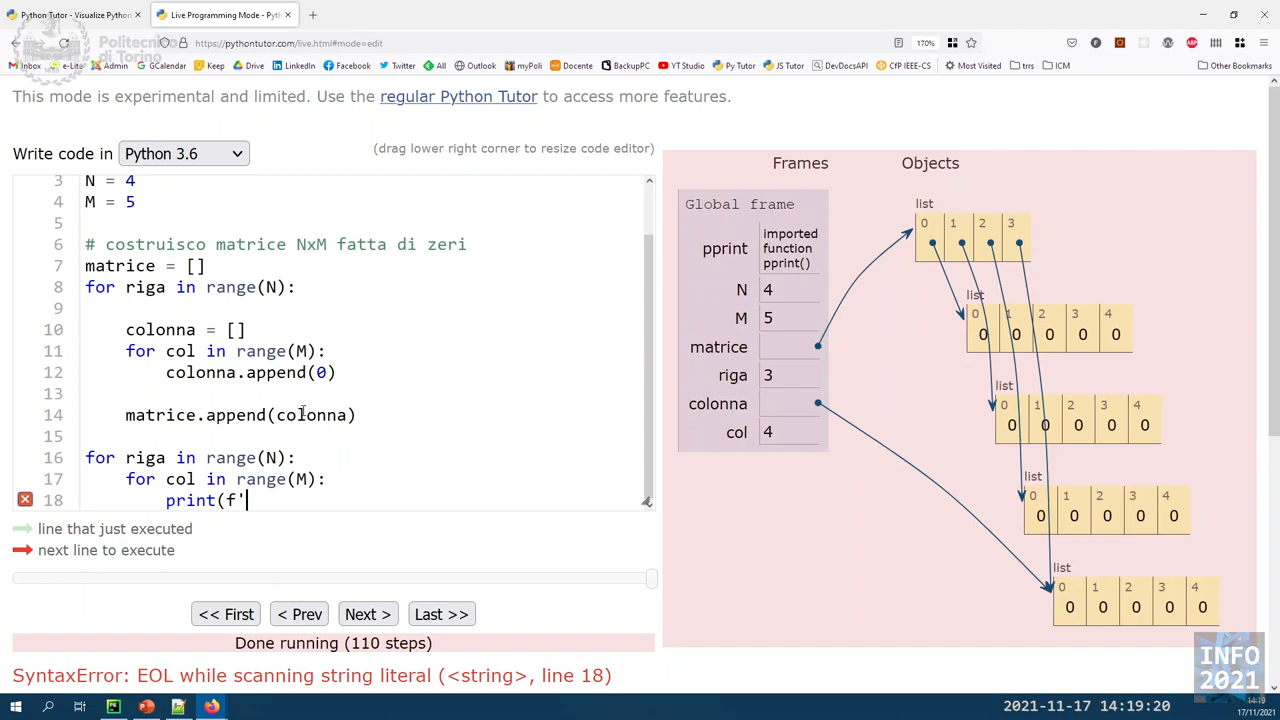 Python Tutor - Visualize Python
Live Programming Mode - Pyth
Politecnico
di Torino
https://pythontutor.com/live.html#mode=edit
170%
Admin
GCalendar
Keep
Drive
LinkedIn
Facebook
Twitter
All
Outlook
myPoli
Docente
BackupPC
YT Studio
Py Tutor
JS Tutor
DevDocsAPI
CfP IEEE-CS
Most Visited
trrs
ICM
Other Bookmarks
This mode is experimental and limited. Use the regular Python Tutor to access more features.
Write code in Python 3.6
(drag lower right corner to resize code editor)
3 N = 4
4 M = 5
5
6 # costruisco matrice NxM fatta di zeri
7 matrice = []
8 for riga in range(N):
9
10 colonna = []
11 for col in range(M):
12 colonna.append(0)
13
14 matrice.append(colonna)
15
16 for riga in range(N):
17 for col in range(M):
18 print(f'
line that just executed
next line to execute
<< First
< Prev
Next >
Last >>
Done running (110 steps)
SyntaxError: EOL while scanning string literal (<string>, line 18)
Frames
Objects
Global frame
pprint imported function pprint()
N 4
M 5
matrice
riga 3
colonna
col 4
list
0 1 2 3
list
0 1 2 3 4
0 0 0 0 0
list
0 1 2 3 4
0 0 0 0 0
list
0 1 2 3 4
0 0 0 0 0
list
0 1 2 3 4
0 0 0 0 0
INFO
2021
2021-11-17 14:19:20
14:19
17/11/2021